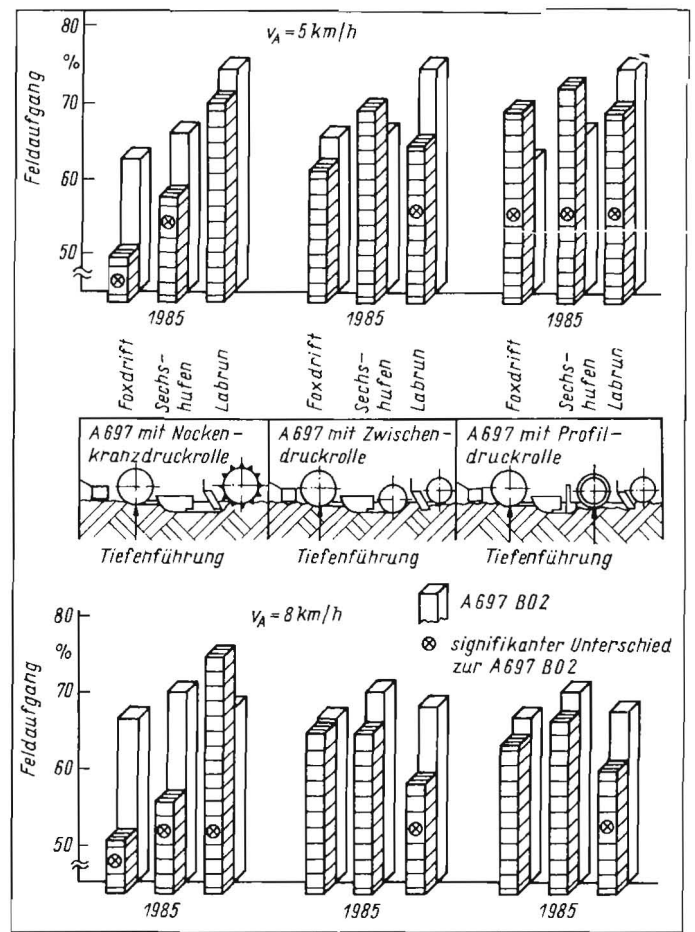 80
v_A = 5 km/h
%
70
Feldaufgang
60
50
1985
1985
1985
Foxdrift
Sechs-
hufen
Labrun
Foxdrift
Sechs-
hufen
Labrun
Foxdrift
Sechs-
hufen
Labrun
A697 mit Nocken-
kranzdruckrolle
A697 mit Zwischen-
druckrolle
A697 mit Profil-
druckrolle
Tiefenführung
Tiefenführung
Tiefenführung
80
v_A = 8 km/h
%
70
Feldaufgang
60
50
A697 B02
signifikanter Unterschied
zur A697 B02
1985
1985
1985